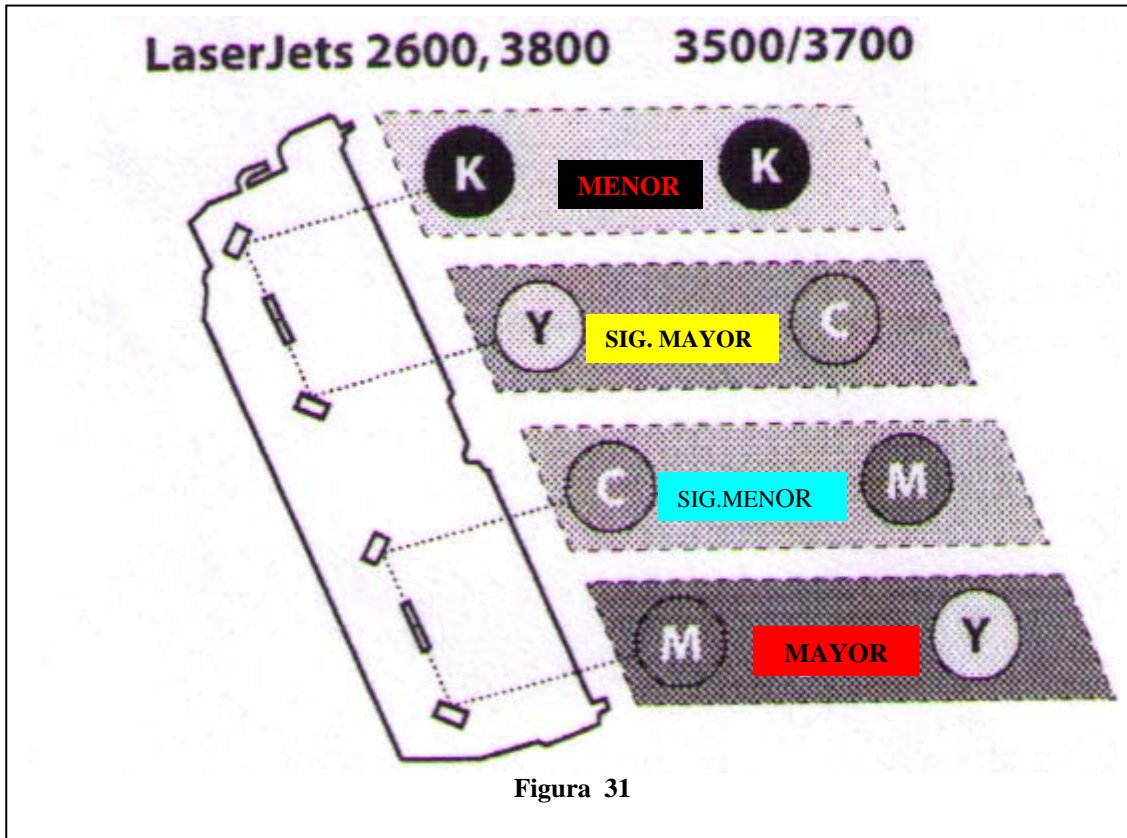 LaserJets 2600, 3800 3500/3700
K MENOR K
Y SIG. MAYOR C
C SIG.MENOR M
M MAYOR Y
Figura 31